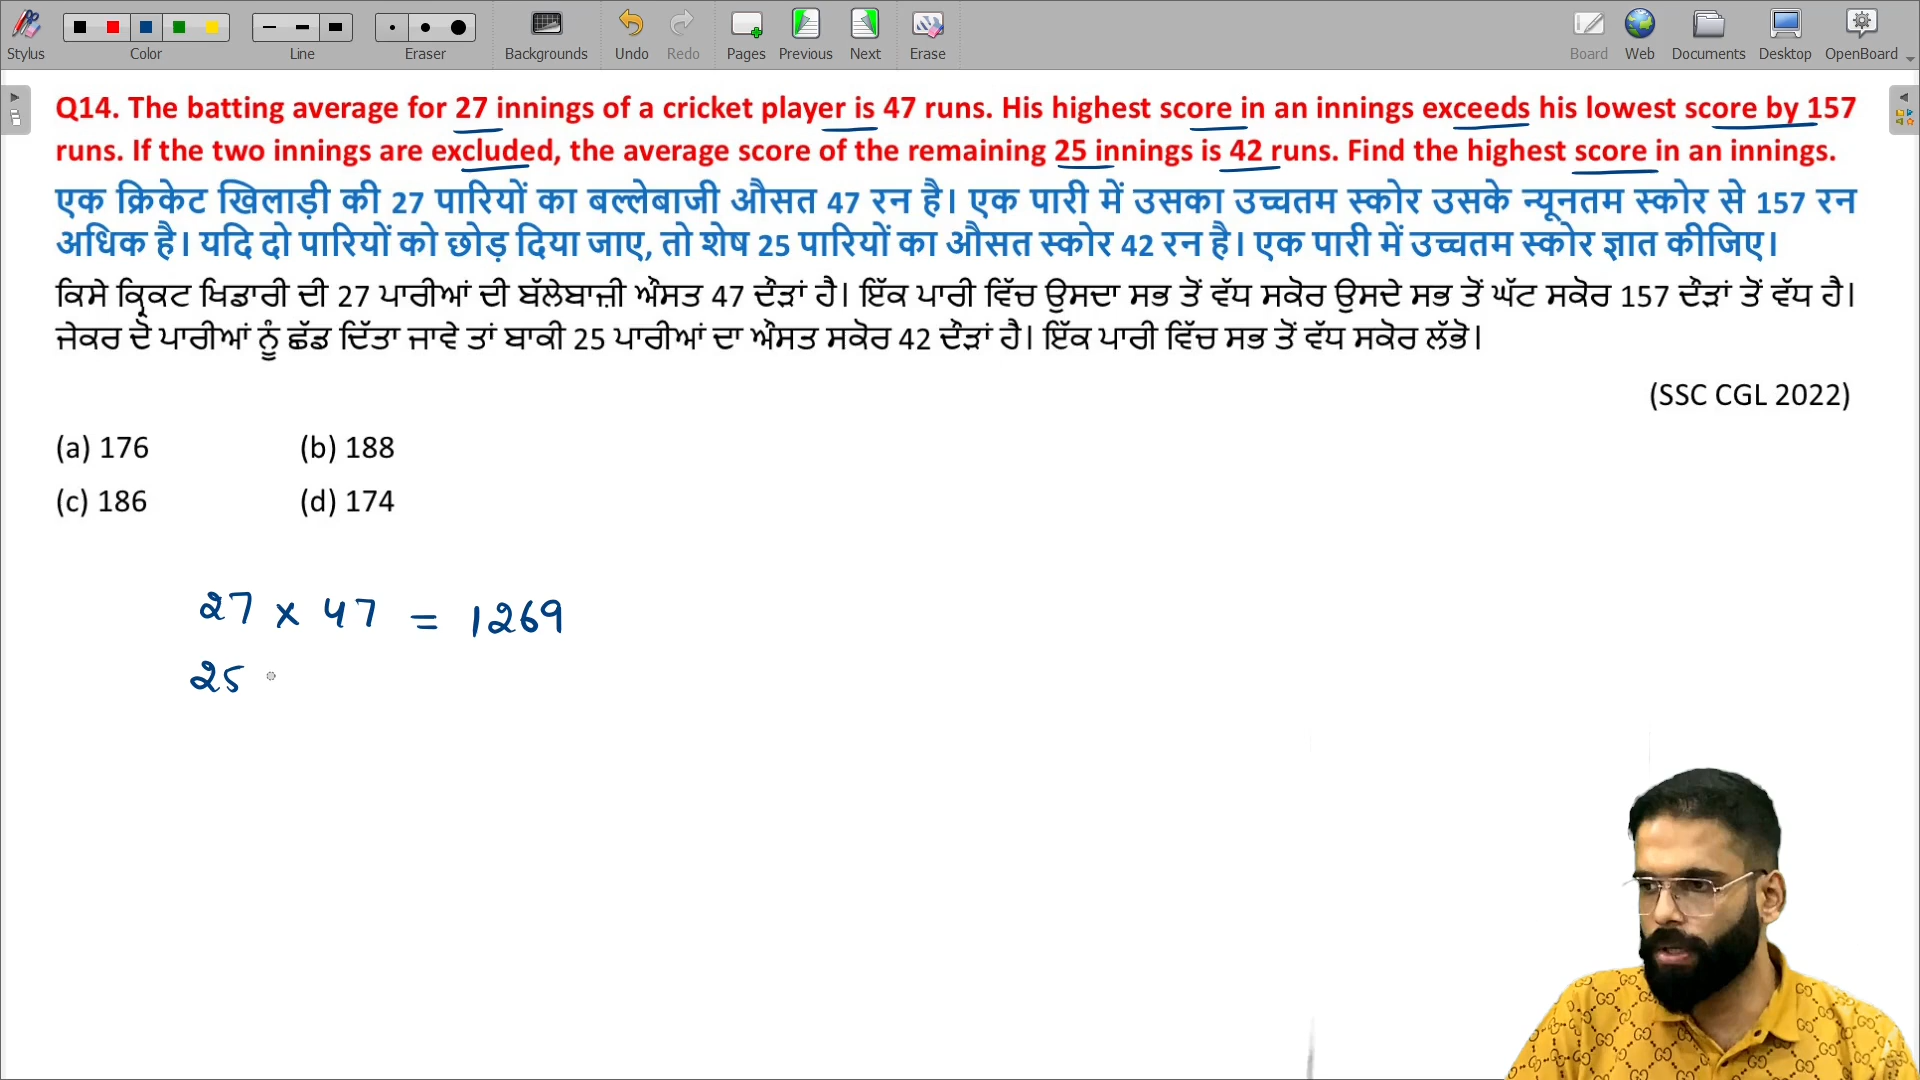 Stylus Color Line Eraser Backgrounds Undo Redo Pages Previous Next Erase Board Web Documents Desktop OpenBoard
Q14. The batting average for 27 innings of a cricket player is 47 runs. His highest score in an innings exceeds his lowest score by 157
runs. If the two innings are excluded, the average score of the remaining 25 innings is 42 runs. Find the highest score in an innings.
एक क्रिकेट खिलाड़ी की 27 पारियों का बल्लेबाजी औसत 47 रन है। एक पारी में उसका उच्चतम स्कोर उसके न्यूनतम स्कोर से 157 रन
अधिक है। यदि दो पारियों को छोड़ दिया जाए, तो शेष 25 पारियों का औसत स्कोर 42 रन है। एक पारी में उच्चतम स्कोर ज्ञात कीजिए।
ਕਿਸੇ ਕ੍ਰਿਕਟ ਖਿਡਾਰੀ ਦੀ 27 ਪਾਰੀਆਂ ਦੀ ਬੱਲੇਬਾਜ਼ੀ ਔਸਤ 47 ਦੌੜਾਂ ਹੈ। ਇੱਕ ਪਾਰੀ ਵਿੱਚ ਉਸਦਾ ਸਭ ਤੋਂ ਵੱਧ ਸਕੋਰ ਉਸਦੇ ਸਭ ਤੋਂ ਘੱਟ ਸਕੋਰ 157 ਦੌੜਾਂ ਤੋਂ ਵੱਧ ਹੈ।
ਜੇਕਰ ਦੋ ਪਾਰੀਆਂ ਨੂੰ ਛੱਡ ਦਿੱਤਾ ਜਾਵੇ ਤਾਂ ਬਾਕੀ 25 ਪਾਰੀਆਂ ਦਾ ਔਸਤ ਸਕੋਰ 42 ਦੌੜਾਂ ਹੈ। ਇੱਕ ਪਾਰੀ ਵਿੱਚ ਸਭ ਤੋਂ ਵੱਧ ਸਕੋਰ ਲੱਭੋ।
(SSC CGL 2022)
(a) 176 (b) 188
(c) 186 (d) 174
27 × 47 = 1269
25